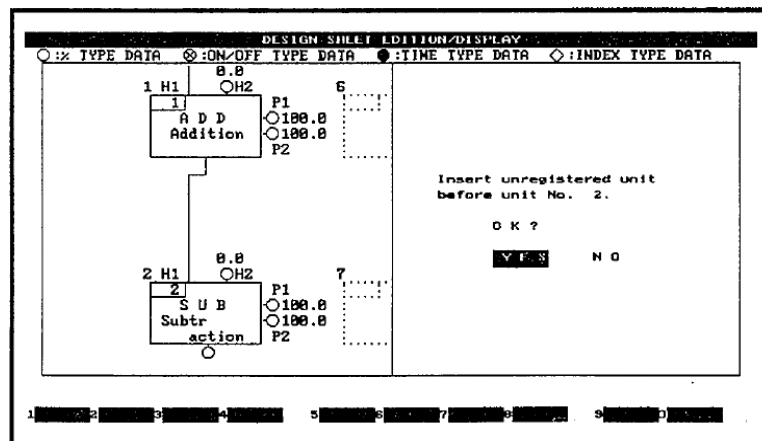 DESIGN SHEET EDITION/DISPLAY
○:% TYPE DATA ⊗:ON/OFF TYPE DATA ●:TIME TYPE DATA ◇:INDEX TYPE DATA
0.0
1 H1 H2 6
1 P1
A D D 100.0
Addition 100.0
P2
Insert unregistered unit
before unit No. 2.
O K ?
Y E S N O
0.0
2 H1 H2 7
2 P1
S U B 100.0
Subtr 100.0
action P2
1 2 3 4 5 6 7 8 9 0